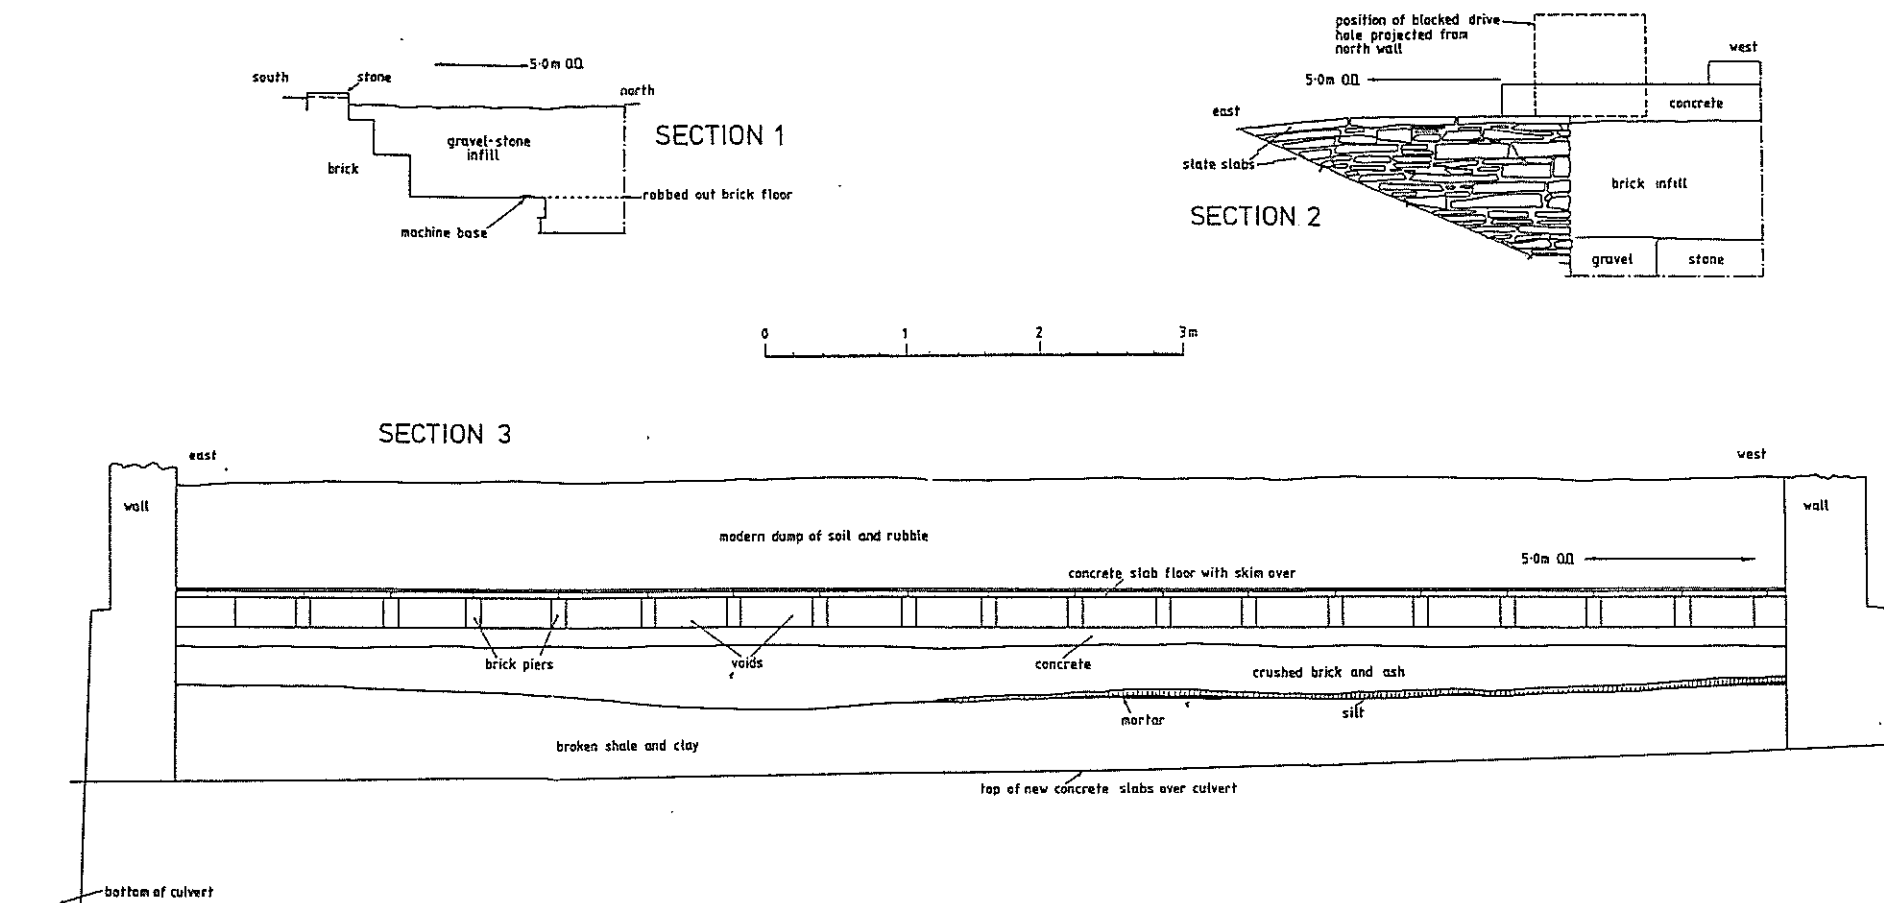 south
stone
5·0m O.D.
north
SECTION 1
gravel-stone
infill
brick
robbed out brick floor
machine base
position of blocked drive
hole projected from
north wall
west
5·0m O.D.
concrete
east
slate slabs
brick infill
SECTION 2
gravel
stone
0 1 2 3m
SECTION 3
east
west
wall
wall
modern dump of soil and rubble
5·0m O.D.
concrete slab floor with skim over
brick piers
voids
concrete
crushed brick and ash
mortar
silt
broken shale and clay
top of new concrete slabs over culvert
bottom of culvert